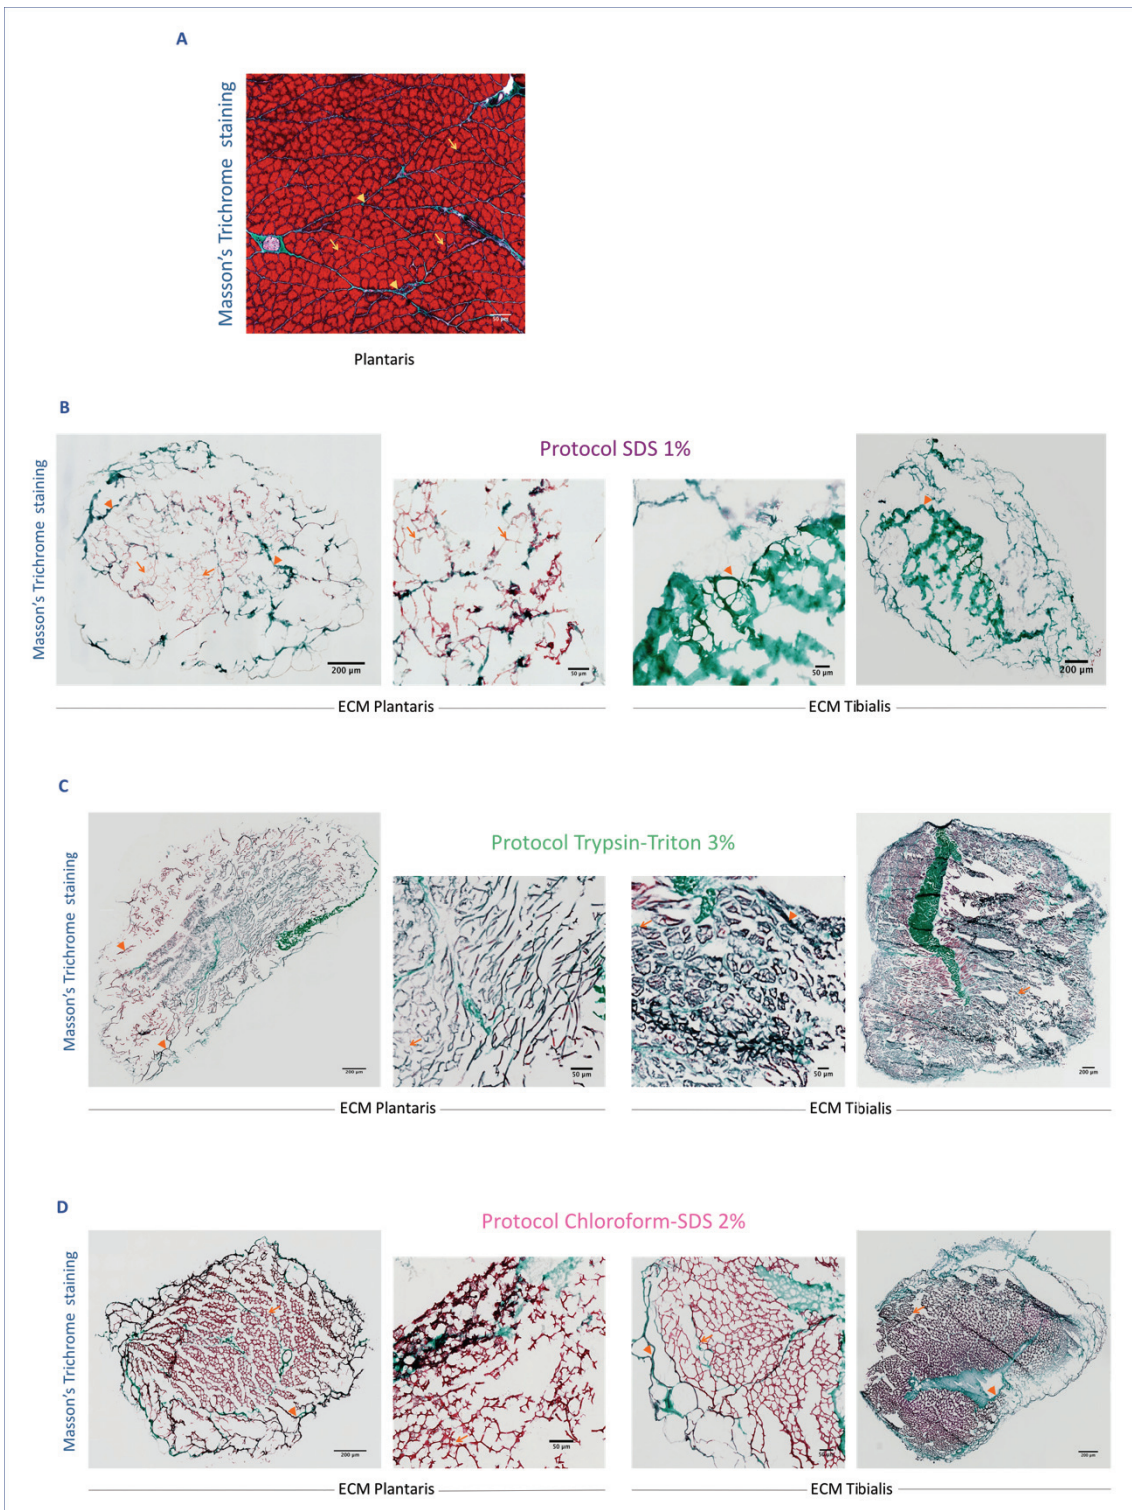 A
Masson's Trichrome staining
50 µm
Plantaris
B
Masson's Trichrome staining
Protocol SDS 1%
200 µm
50 µm
50 µm
200 µm
ECM Plantaris
ECM Tibialis
C
Masson's Trichrome staining
Protocol Trypsin-Triton 3%
200 µm
50 µm
50 µm
200 µm
ECM Plantaris
ECM Tibialis
D
Masson's Trichrome staining
Protocol Chloroform-SDS 2%
200 µm
50 µm
50 µm
200 µm
ECM Plantaris
ECM Tibialis